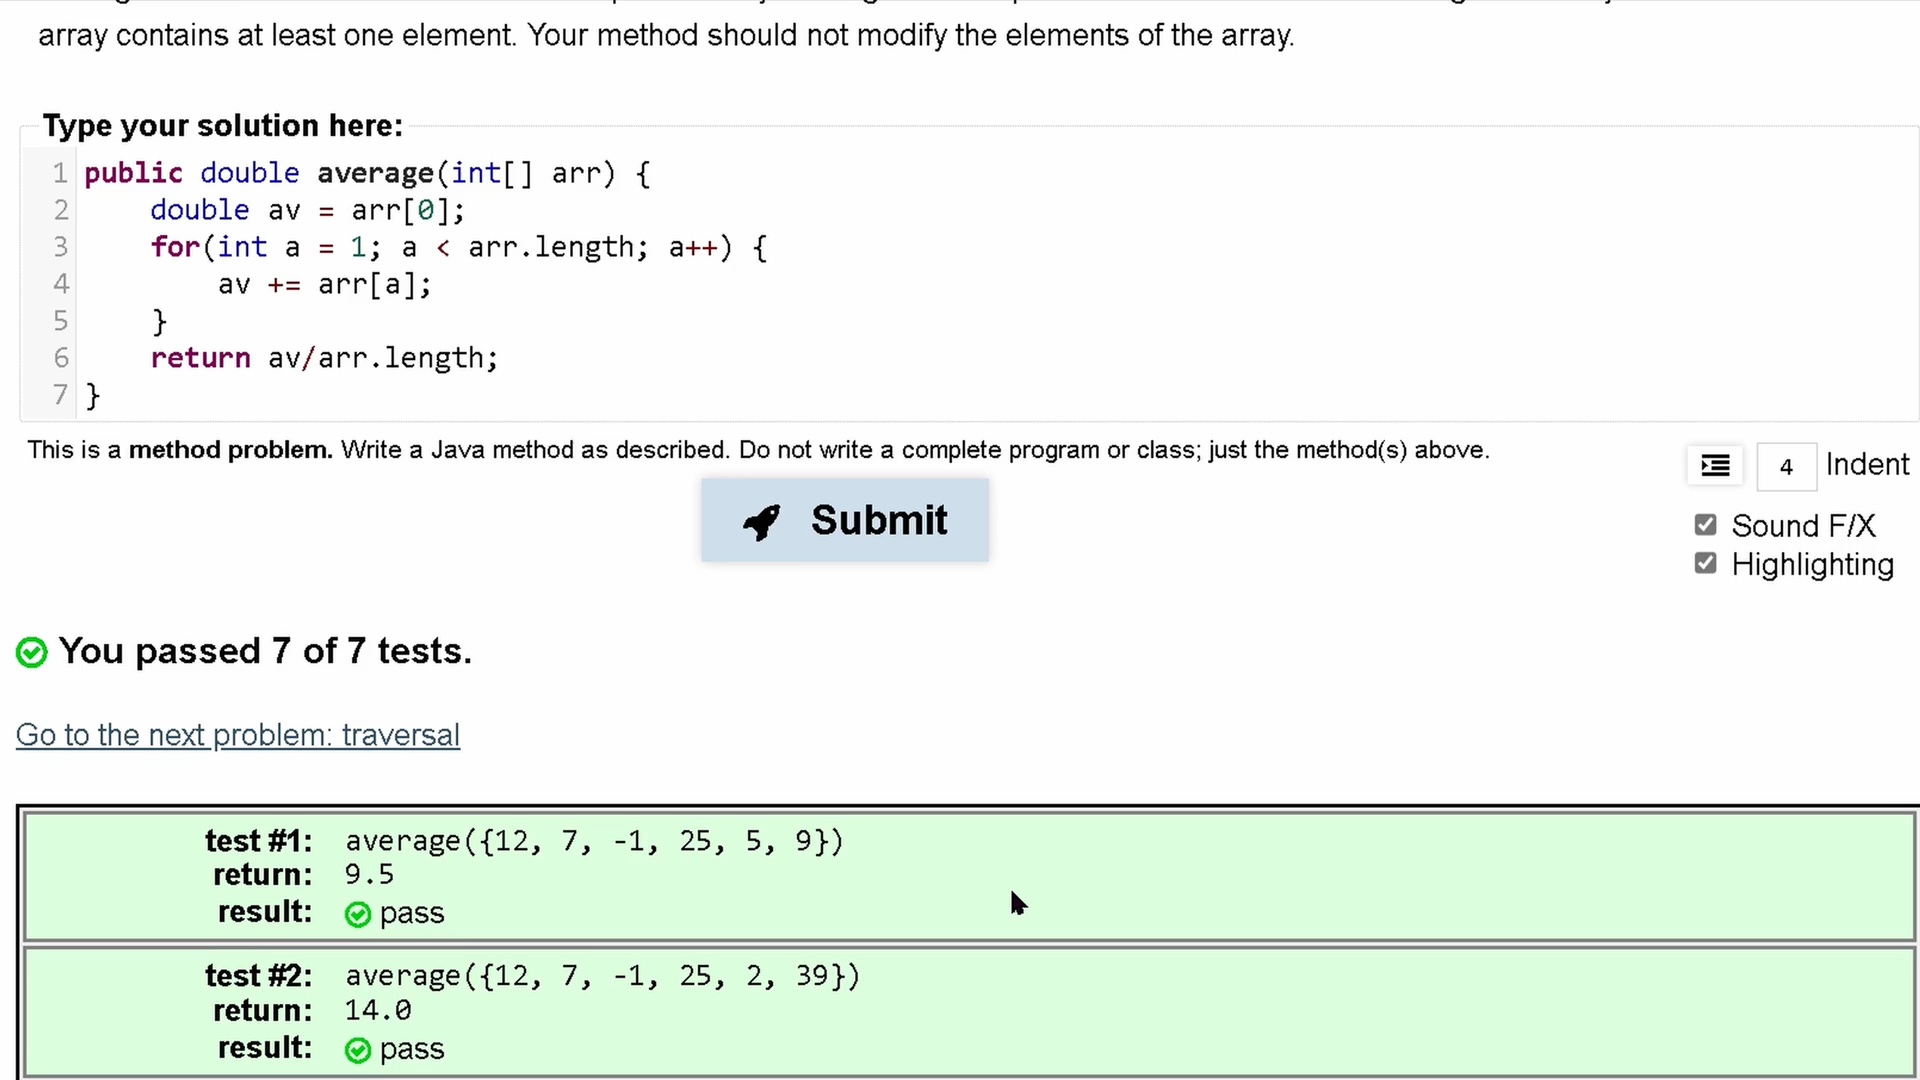 array contains at least one element. Your method should not modify the elements of the array.
Type your solution here:
1 public double average(int[] arr) {
2     double av = arr[0];
3     for(int a = 1; a < arr.length; a++) {
4         av += arr[a];
5     }
6     return av/arr.length;
7 }
This is a method problem. Write a Java method as described. Do not write a complete program or class; just the method(s) above.
4 Indent
Submit
Sound F/X
Highlighting
You passed 7 of 7 tests.
Go to the next problem: traversal
test #1: average({12, 7, -1, 25, 5, 9})
return: 9.5
result: pass
test #2: average({12, 7, -1, 25, 2, 39})
return: 14.0
result: pass